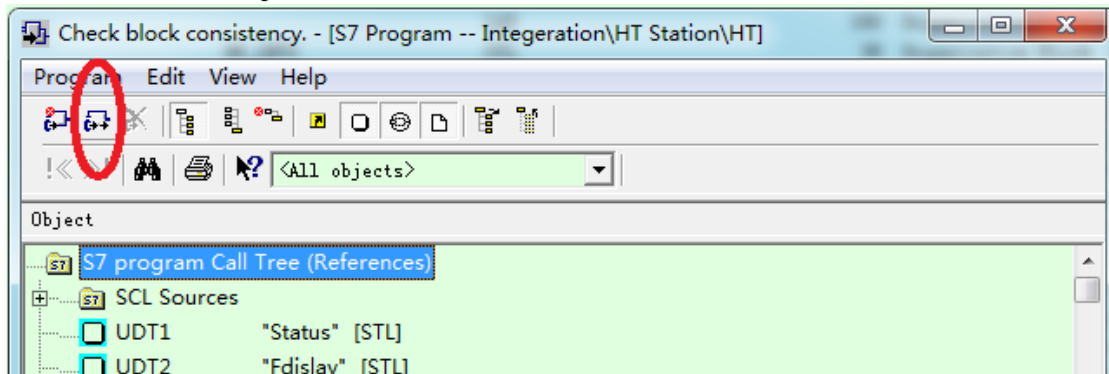 Check block consistency. - [S7 Program -- Integeration\HT Station\HT]
Program Edit View Help
<All objects>
Object
S7 program Call Tree (References)
SCL Sources
UDT1 "Status" [STL]
UDT2 "Fdislay" [STL]